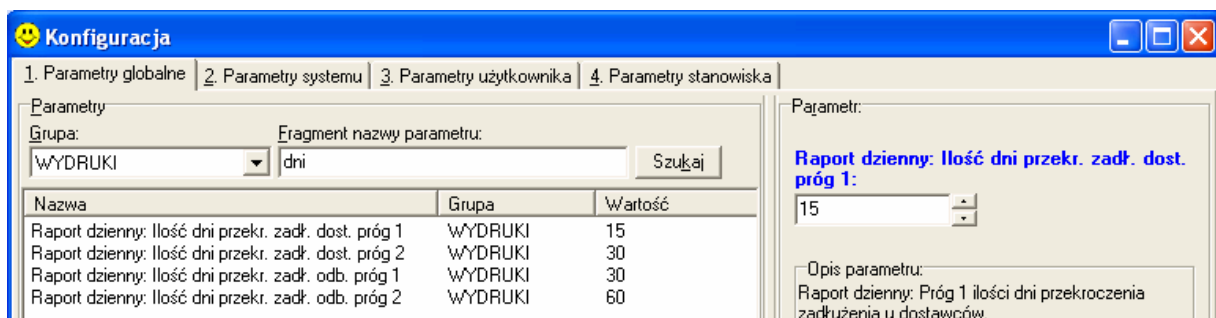 Konfiguracja
1. Parametry globalne 2. Parametry systemu 3. Parametry użytkownika 4. Parametry stanowiska
Parametry
Grupa: Fragment nazwy parametru:
WYDRUKI dni Szukaj
Nazwa Grupa Wartość
Raport dzienny: Ilość dni przekr. zadł. dost. próg 1 WYDRUKI 15
Raport dzienny: Ilość dni przekr. zadł. dost. próg 2 WYDRUKI 30
Raport dzienny: Ilość dni przekr. zadł. odb. próg 1 WYDRUKI 30
Raport dzienny: Ilość dni przekr. zadł. odb. próg 2 WYDRUKI 60
Parametr:
Raport dzienny: Ilość dni przekr. zadł. dost.
próg 1:
15
Opis parametru:
Raport dzienny: Próg 1 ilości dni przekroczenia
zadłużenia u dostawców